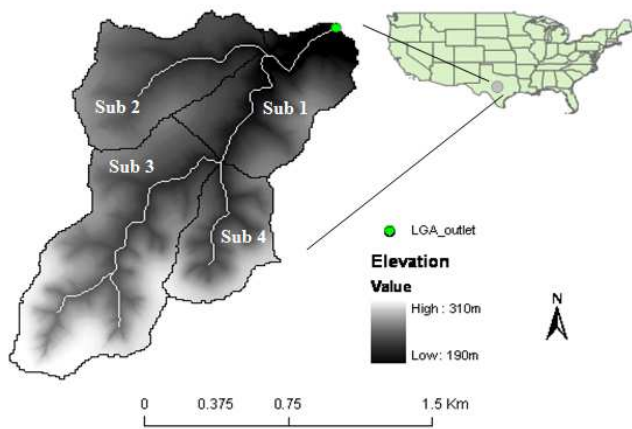 Sub 2
Sub 1
Sub 3
Sub 4
LGA_outlet
Elevation
Value
High : 310m
Low: 190m
N
0 0.375 0.75 1.5 Km